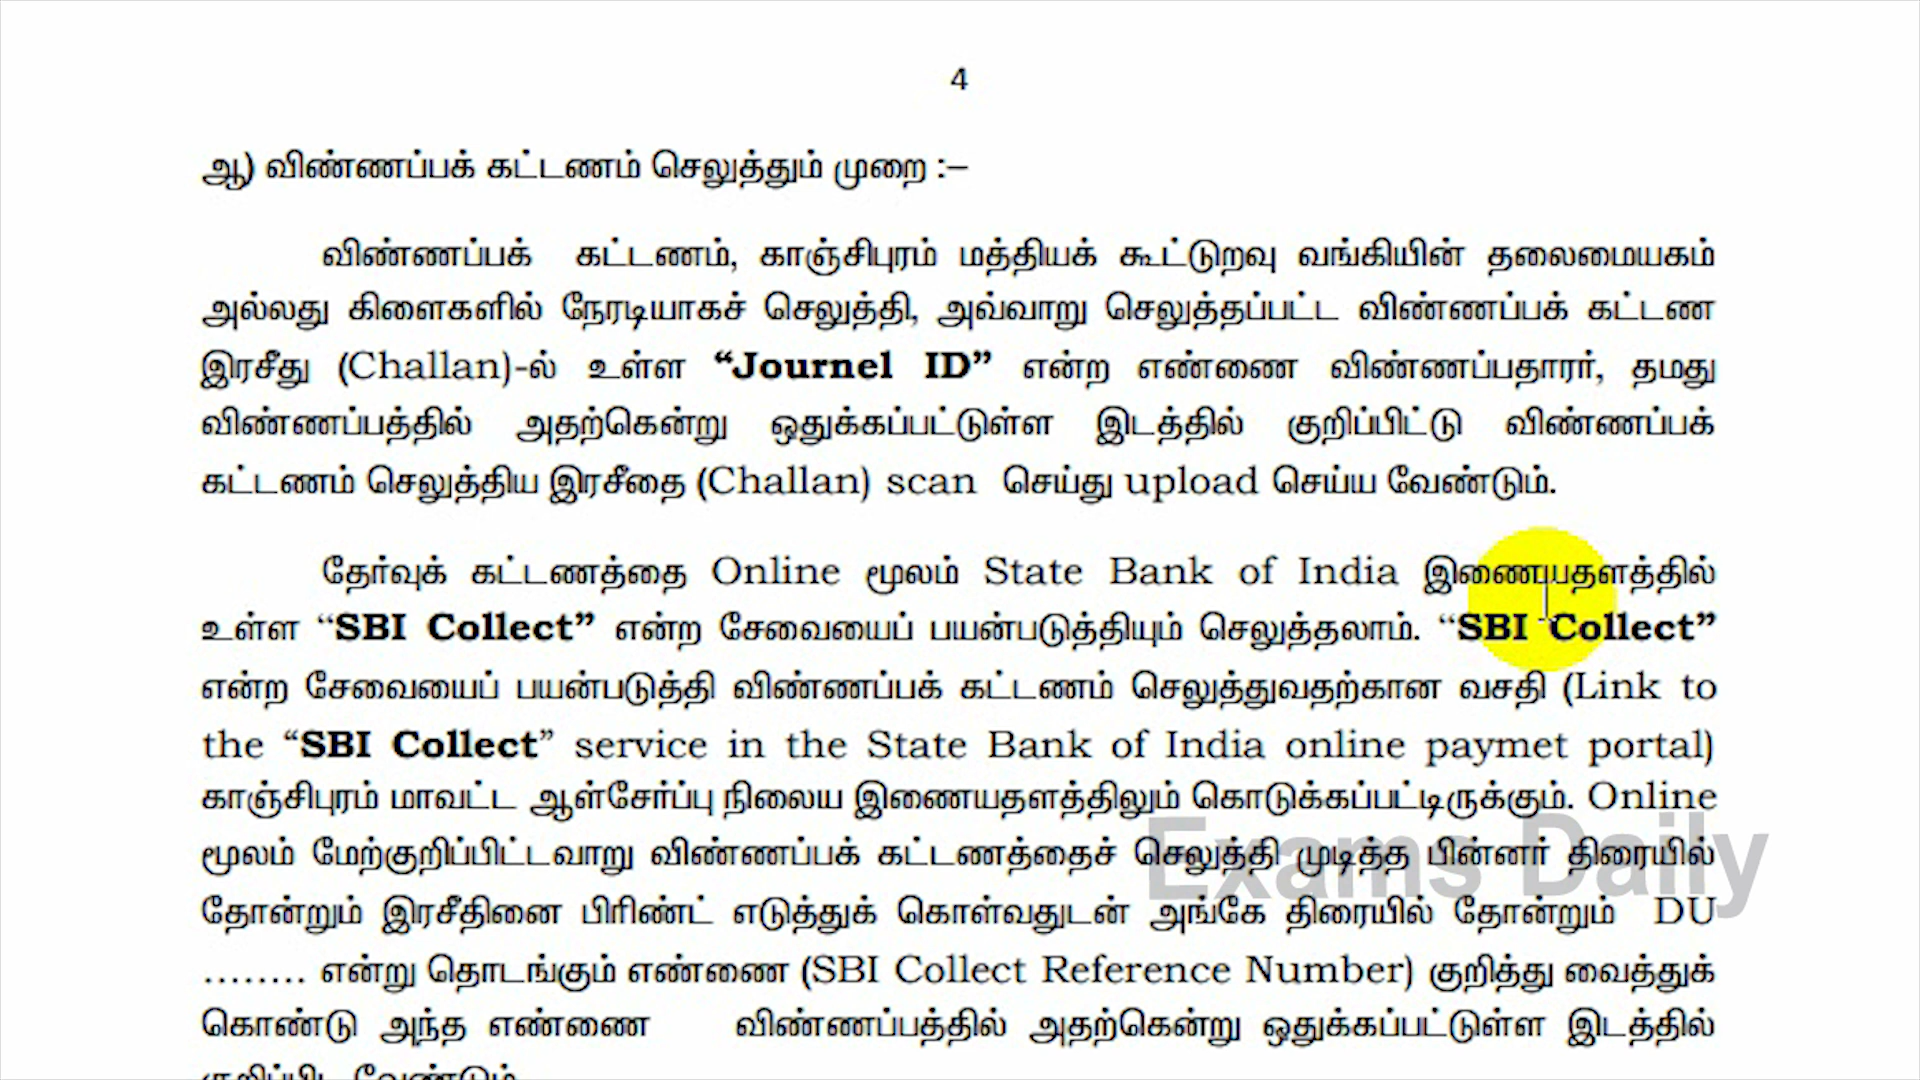 4
ஆ) விண்ணப்பக் கட்டணம் செலுத்தும் முறை :–
விண்ணப்பக் கட்டணம், காஞ்சிபுரம் மத்தியக் கூட்டுறவு வங்கியின் தலைமையகம்
அல்லது கிளைகளில் நேரடியாகச் செலுத்தி, அவ்வாறு செலுத்தப்பட்ட விண்ணப்பக் கட்டண
இரசீது (Challan)-ல் உள்ள “Journel ID” என்ற எண்ணை விண்ணப்பதாரர், தமது
விண்ணப்பத்தில் அதற்கென்று ஒதுக்கப்பட்டுள்ள இடத்தில் குறிப்பிட்டு விண்ணப்பக்
கட்டணம் செலுத்திய இரசீதை (Challan) scan செய்து upload செய்ய வேண்டும்.
தேர்வுக் கட்டணத்தை Online மூலம் State Bank of India இணையதளத்தில்
உள்ள “SBI Collect” என்ற சேவையைப் பயன்படுத்தியும் செலுத்தலாம். “SBI Collect”
என்ற சேவையைப் பயன்படுத்தி விண்ணப்பக் கட்டணம் செலுத்துவதற்கான வசதி (Link to
the “SBI Collect” service in the State Bank of India online paymet portal)
காஞ்சிபுரம் மாவட்ட ஆள்சேர்ப்பு நிலைய இணையதளத்திலும் கொடுக்கப்பட்டிருக்கும். Online
மூலம் மேற்குறிப்பிட்டவாறு விண்ணப்பக் கட்டணத்தைச் செலுத்தி முடித்த பின்னர் திரையில்
Exams Daily
தோன்றும் இரசீதினை பிரிண்ட் எடுத்துக் கொள்வதுடன் அங்கே திரையில் தோன்றும் DU
........ என்று தொடங்கும் எண்ணை (SBI Collect Reference Number) குறித்து வைத்துக்
கொண்டு அந்த எண்ணை விண்ணப்பத்தில் அதற்கென்று ஒதுக்கப்பட்டுள்ள இடத்தில்
குறிப்பிட வேண்டும்.